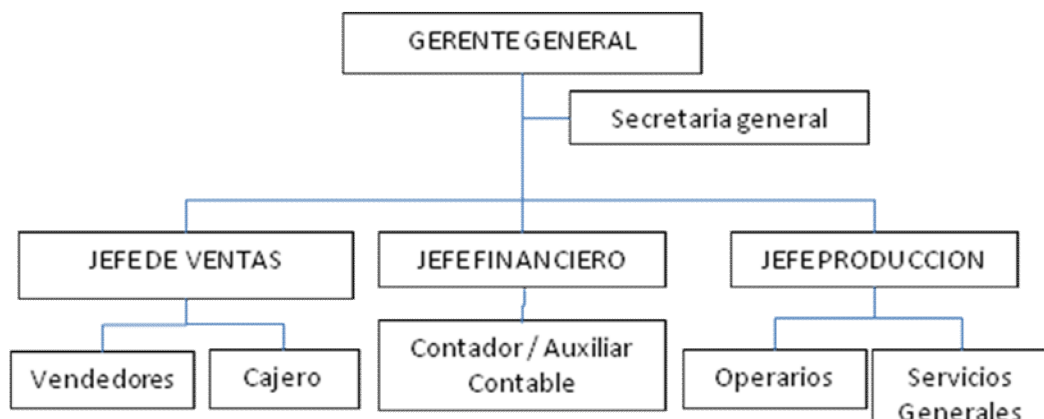 GERENTE GENERAL
Secretaria general
JEFE DE VENTAS
JEFE FINANCIERO
JEFE PRODUCCION
Vendedores
Cajero
Contador / Auxiliar
Contable
Operarios
Servicios
Generales